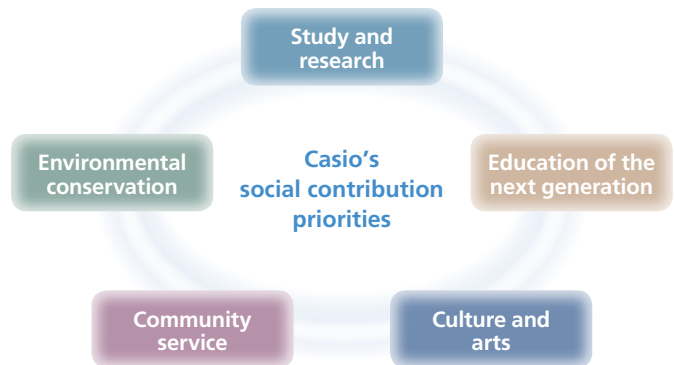 Study and
research
Environmental
conservation
Casio’s
social contribution
priorities
Education of the
next generation
Community
service
Culture and
arts